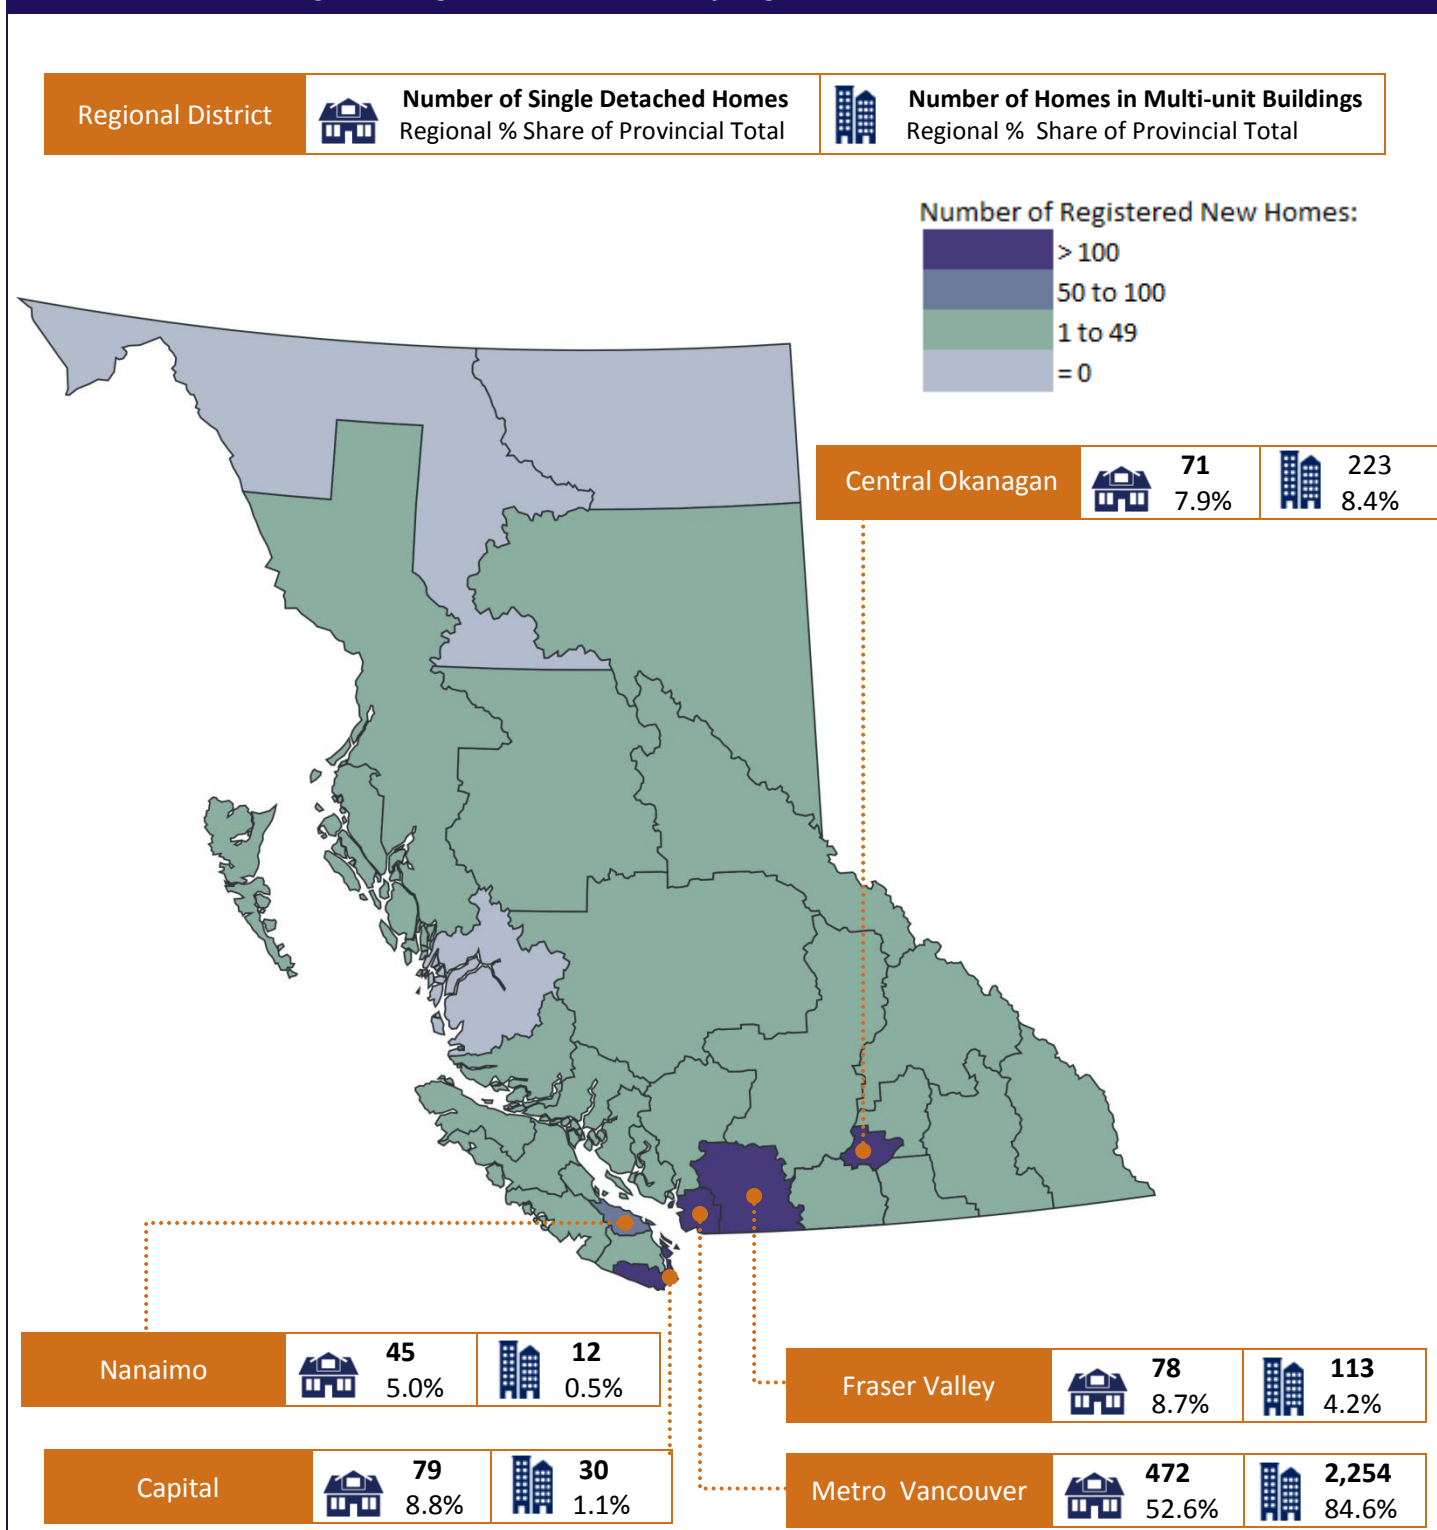 Regional District
Number of Single Detached Homes
Regional % Share of Provincial Total
Number of Homes in Multi-unit Buildings
Regional %  Share of Provincial Total
Number of Registered New Homes:
> 100
50 to 100
1 to 49
= 0
Central Okanagan
71
7.9%
223
8.4%
Nanaimo
45
5.0%
12
0.5%
Fraser Valley
78
8.7%
113
4.2%
Capital
79
8.8%
30
1.1%
Metro  Vancouver
472
52.6%
2,254
84.6%